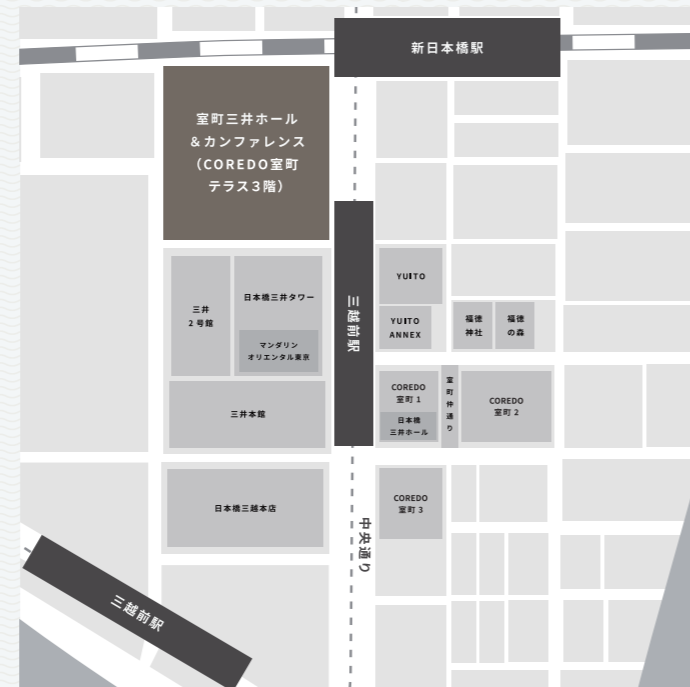 新日本橋駅
室町三井ホール
＆カンファレンス
（COREDO室町
テラス３階）
三越前駅
YUITO
YUITO
ANNEX
福徳
神社
福徳
の森
三井
２号館
日本橋三井タワー
マンダリン
オリエンタル東京
三井本館
COREDO
室町 1
日本橋
三井ホール
室町仲通り
COREDO
室町 2
日本橋三越本店
COREDO
室町 3
中央通り
三越前駅